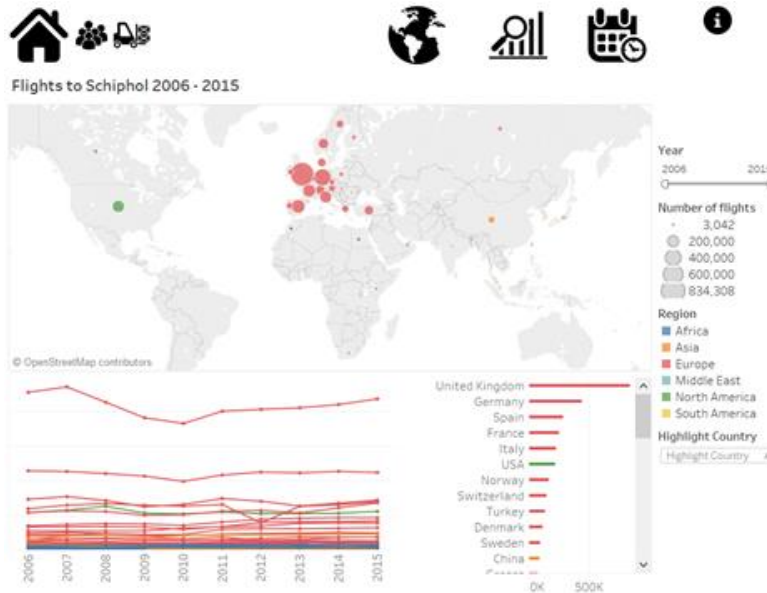 Flights to Schiphol 2006 - 2015
© OpenStreetMap contributors
Year
2006 2015
Number of flights
3,042
200,000
400,000
600,000
834,308
Region
Africa
Asia
Europe
Middle East
North America
South America
Highlight Country
Highlight Country
2006
2007
2008
2009
2010
2011
2012
2013
2014
2015
United Kingdom
Germany
Spain
France
Italy
USA
Norway
Switzerland
Turkey
Denmark
Sweden
China
0K 500K